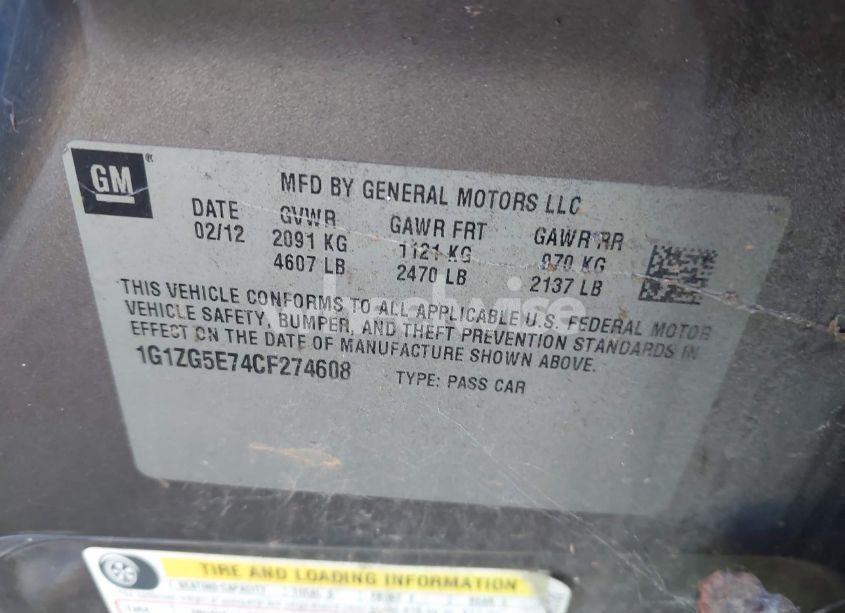 GM®
MFD BY GENERAL MOTORS LLC
DATE GVWR GAWR FRT GAWR RR
02/12 2091 KG 1121 KG 970 KG
4607 LB 2470 LB 2137 LB
THIS VEHICLE CONFORMS TO ALL APPLICABLE U.S. FEDERAL MOTOR
VEHICLE SAFETY, BUMPER, AND THEFT PREVENTION STANDARDS IN
EFFECT ON THE DATE OF MANUFACTURE SHOWN ABOVE.
1G1ZG5E74CF274608 TYPE: PASS CAR
TIRE AND LOADING INFORMATION
SEATING CAPACITY